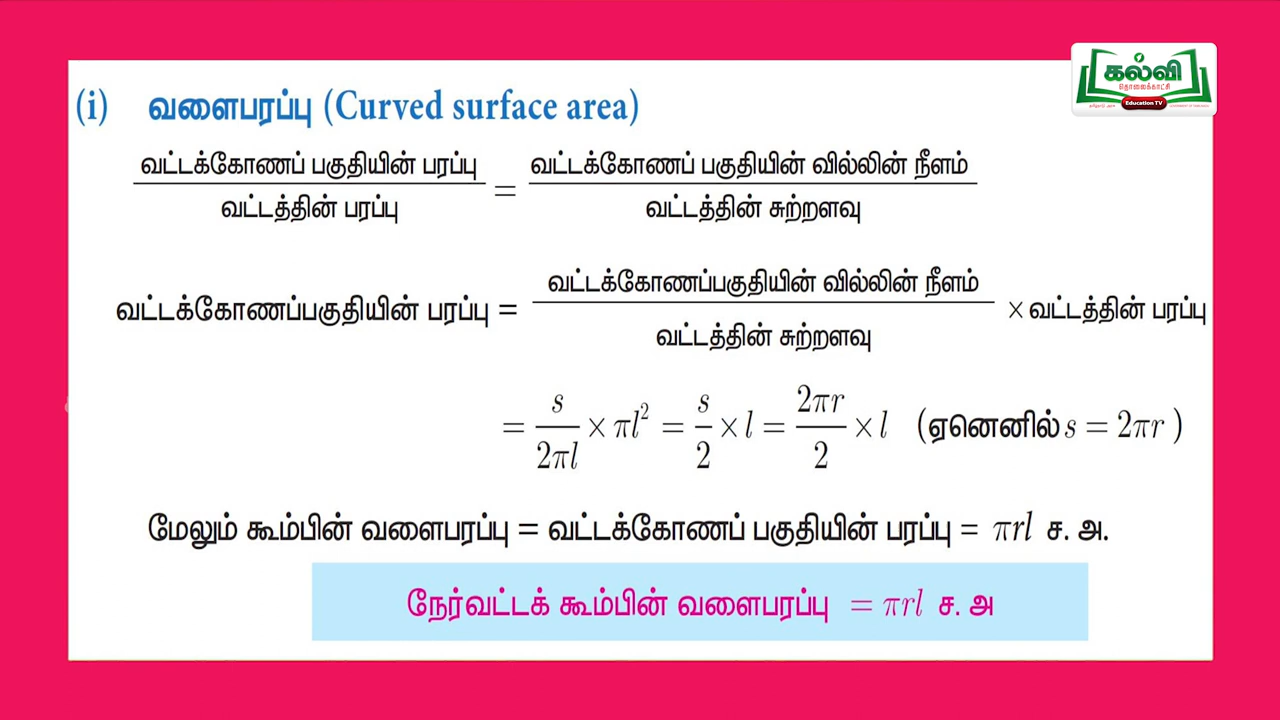 கல்வி
தொலைக்காட்சி
Education TV
(i) வளைபரப்பு (Curved surface area)
வட்டக்கோணப் பகுதியின் பரப்பு / வட்டத்தின் பரப்பு = வட்டக்கோணப் பகுதியின் வில்லின் நீளம் / வட்டத்தின் சுற்றளவு
வட்டக்கோணப்பகுதியின் பரப்பு = வட்டக்கோணப்பகுதியின் வில்லின் நீளம் / வட்டத்தின் சுற்றளவு × வட்டத்தின் பரப்பு
= s/2πl × πl² = s/2 × l = 2πr/2 × l (ஏனெனில் s = 2πr )
மேலும் கூம்பின் வளைபரப்பு = வட்டக்கோணப் பகுதியின் பரப்பு = πrl ச. அ.
நேர்வட்டக் கூம்பின் வளைபரப்பு = πrl ச. அ